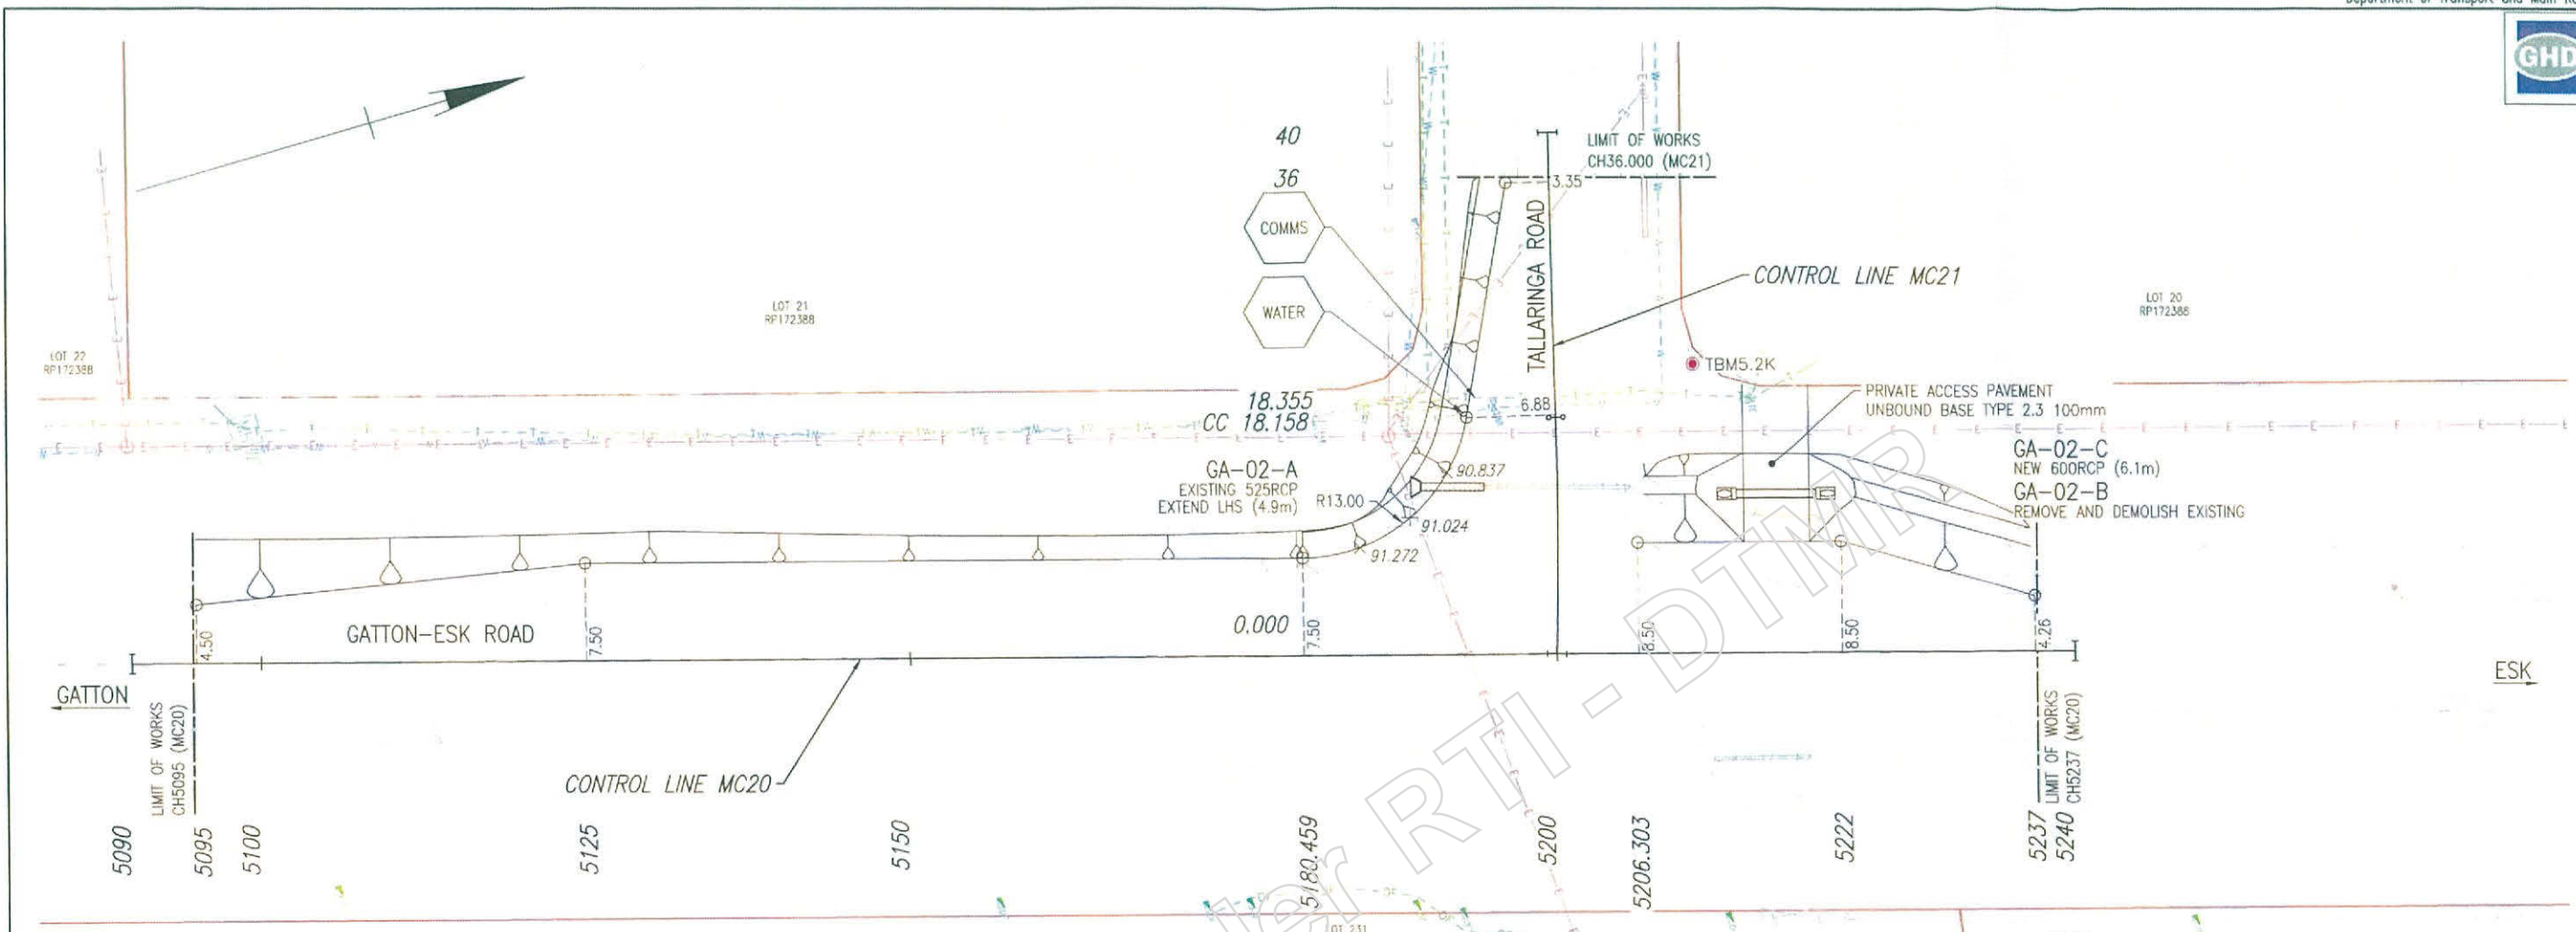 GHD
40
36
LIMIT OF WORKS
CH36.000 (MC21)
3.35
COMMS
WATER
TALLARINGA ROAD
CONTROL LINE MC21
LOT 21
RP172388
LOT 20
RP172388
LOT 22
RP172388
TBM5.2K
PRIVATE ACCESS PAVEMENT
UNBOUND BASE TYPE 2.3 100mm
18.355
CC 18.158
6.88
GA-02-A
EXISTING 525RCP
EXTEND LHS (4.9m)
R13.00
90.837
91.024
91.272
GA-02-C
NEW 600RCP (6.1m)
GA-02-B
REMOVE AND DEMOLISH EXISTING
GATTON-ESK ROAD
0.000
4.50
7.50
7.50
8.50
8.50
4.26
GATTON
ESK
LIMIT OF WORKS
CH5095 (MC20)
LIMIT OF WORKS
CH5237 (MC20)
CONTROL LINE MC20
5090
5095
5100
5125
5150
5180.459
5200
5206.303
5222
5237
5240
RTI - DTMR